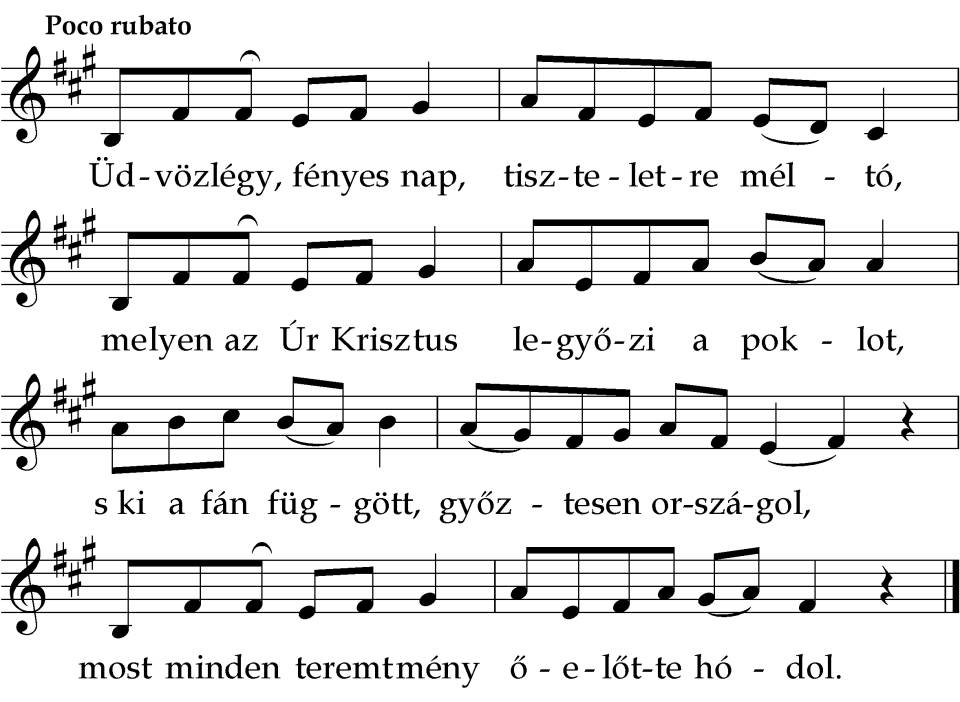 Poco rubato
Üd-vözlégy, fényes nap, tisz-te-let-re mél-tó,
melyen az Úr Krisztus le-győ-zi a pok-lot,
s ki a fán füg-gött, győz-tesen or-szá-gol,
most minden teremtmény ő-e-lőt-te hó-dol.